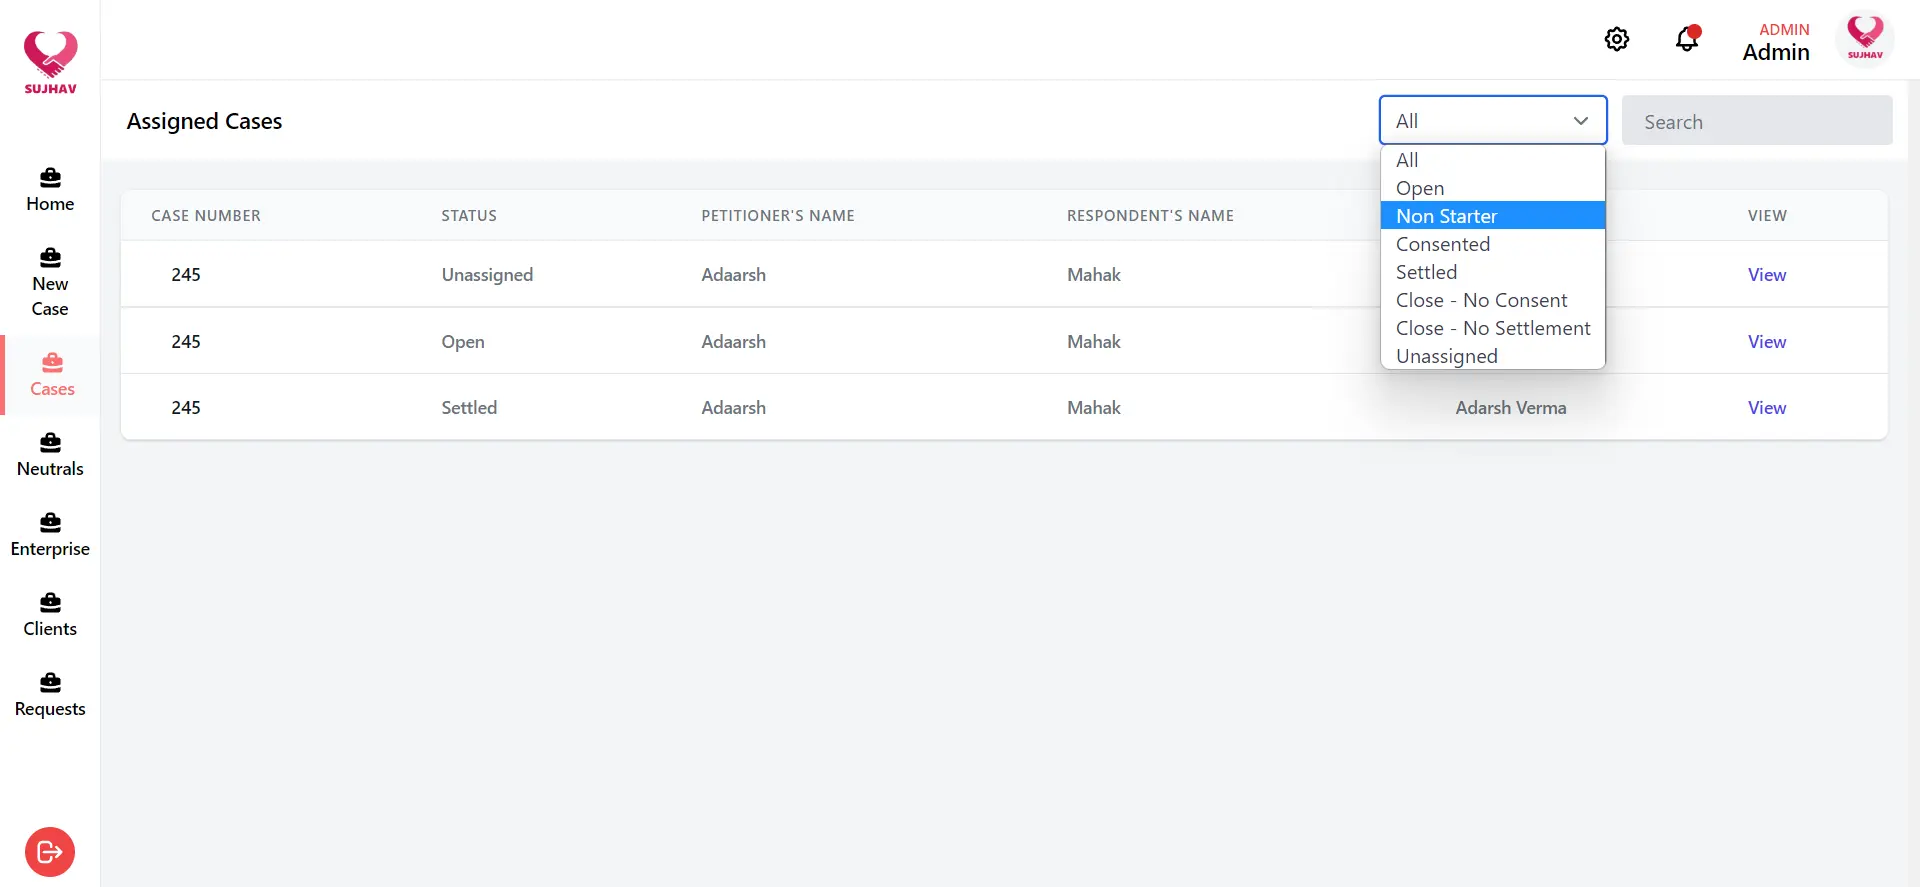 SUJHAV
ADMIN
Admin
SUJHAV
Assigned Cases
All
Search
All
Open
Non Starter
Consented
Settled
Close - No Consent
Close - No Settlement
Unassigned
Home
New
Case
Cases
Neutrals
Enterprise
Clients
Requests
CASE NUMBER STATUS PETITIONER'S NAME RESPONDENT'S NAME VIEW
245 Unassigned Adaarsh Mahak View
245 Open Adaarsh Mahak View
245 Settled Adaarsh Mahak Adarsh Verma View